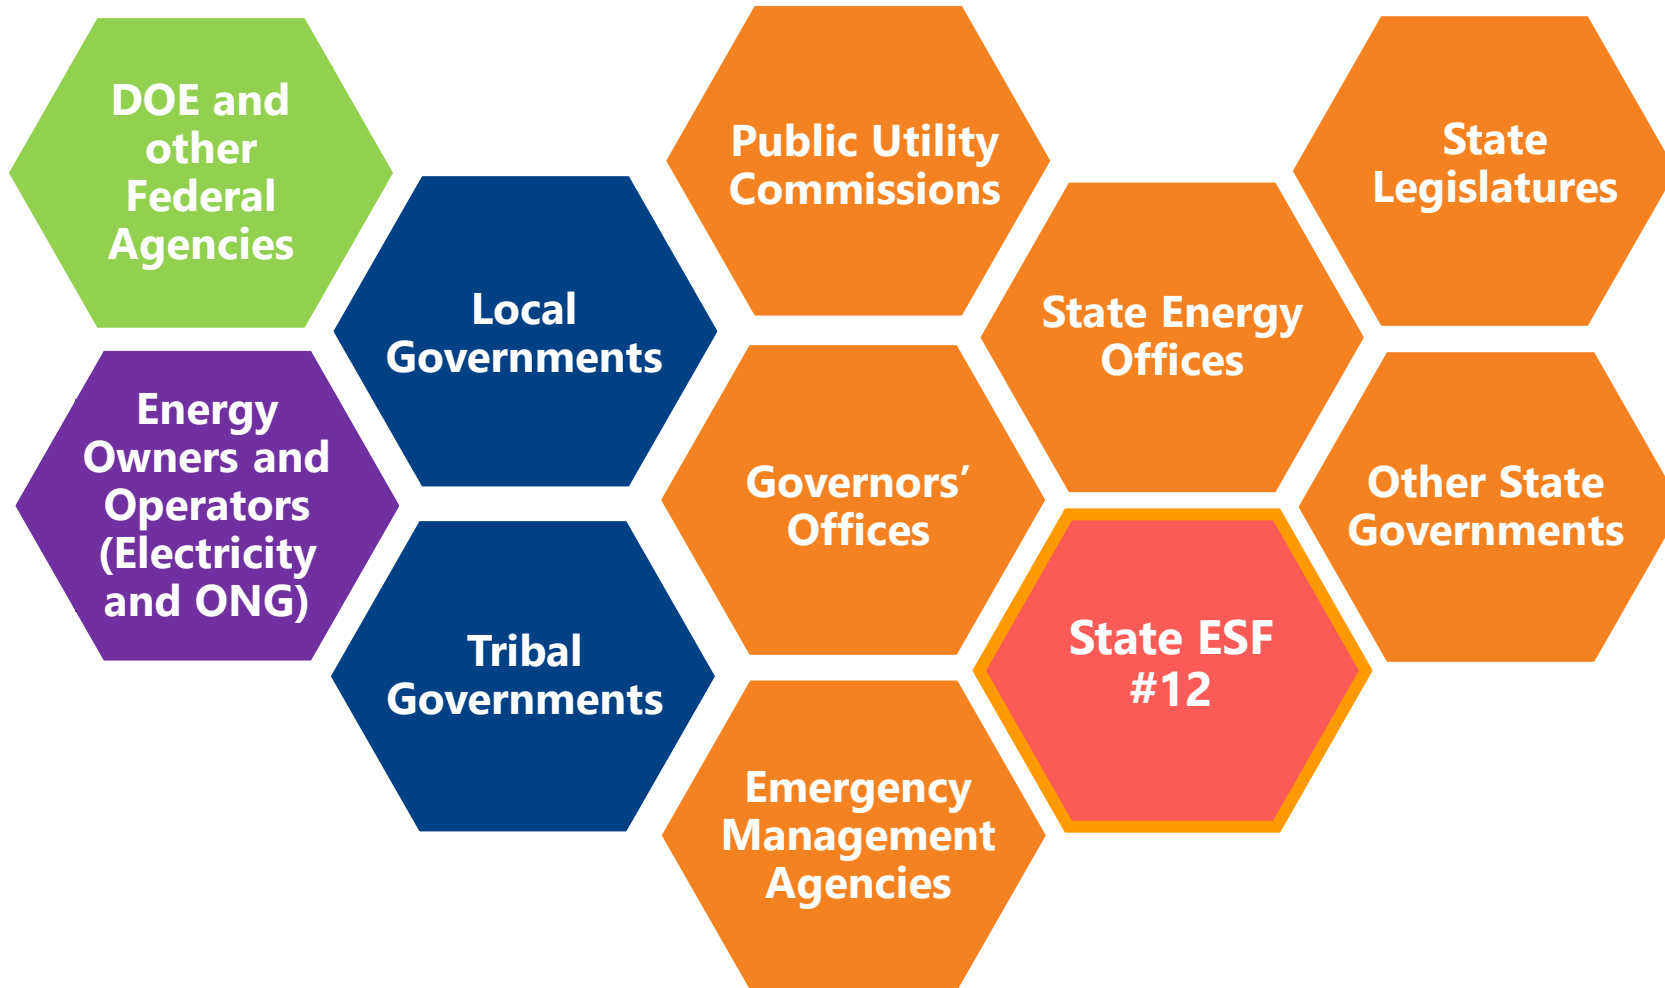 DOE and
other
Federal
Agencies
Energy
Owners and
Operators
(Electricity
and ONG)
Local
Governments
Tribal
Governments
Public Utility
Commissions
Governors’
Offices
Emergency
Management
Agencies
State Energy
Offices
State ESF
#12
State
Legislatures
Other State
Governments